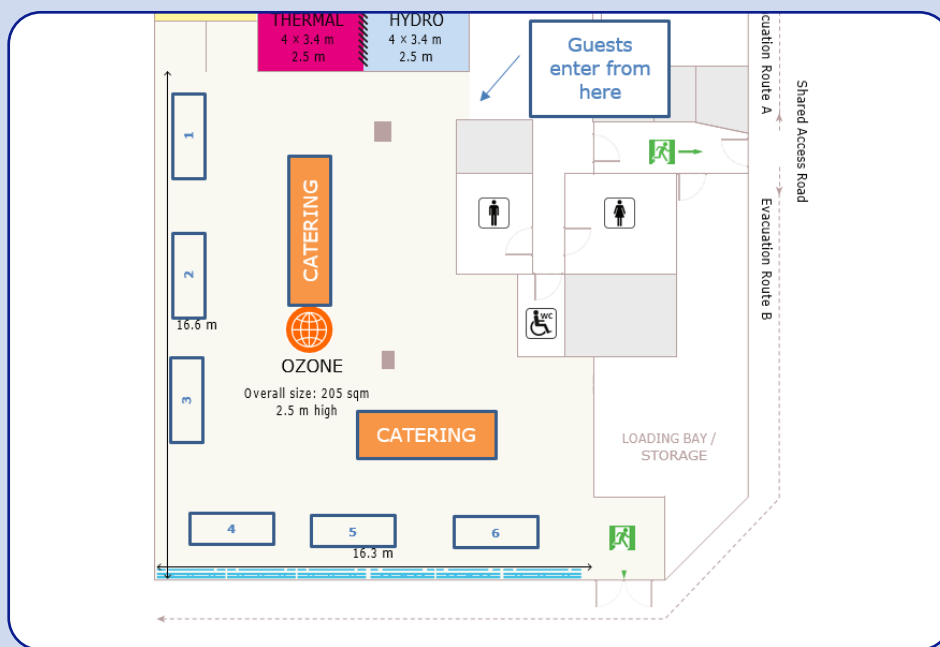 THERMAL
4 × 3.4 m
2.5 m
HYDRO
4 × 3.4 m
2.5 m
Guests
enter from
here
Evacuation Route A
Shared Access Road
Evacuation Route B
1
CATERING
2
16.6 m
WC
OZONE
Overall size: 205 sqm
2.5 m high
3
CATERING
LOADING BAY /
STORAGE
4
5
6
16.3 m